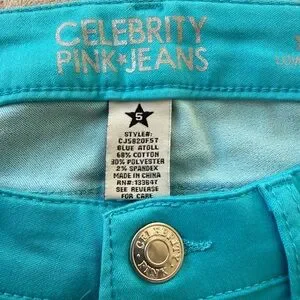 CELEBRITY
PINK★JEANS
5
STYLE#:
CJ5820F57
BLUE ATOLL
68% COTTON
30% POLYESTER
2% SPANDEX
MADE IN CHINA
RN#:133647
SEE REVERSE
FOR CARE
CELEBRITY
PINK